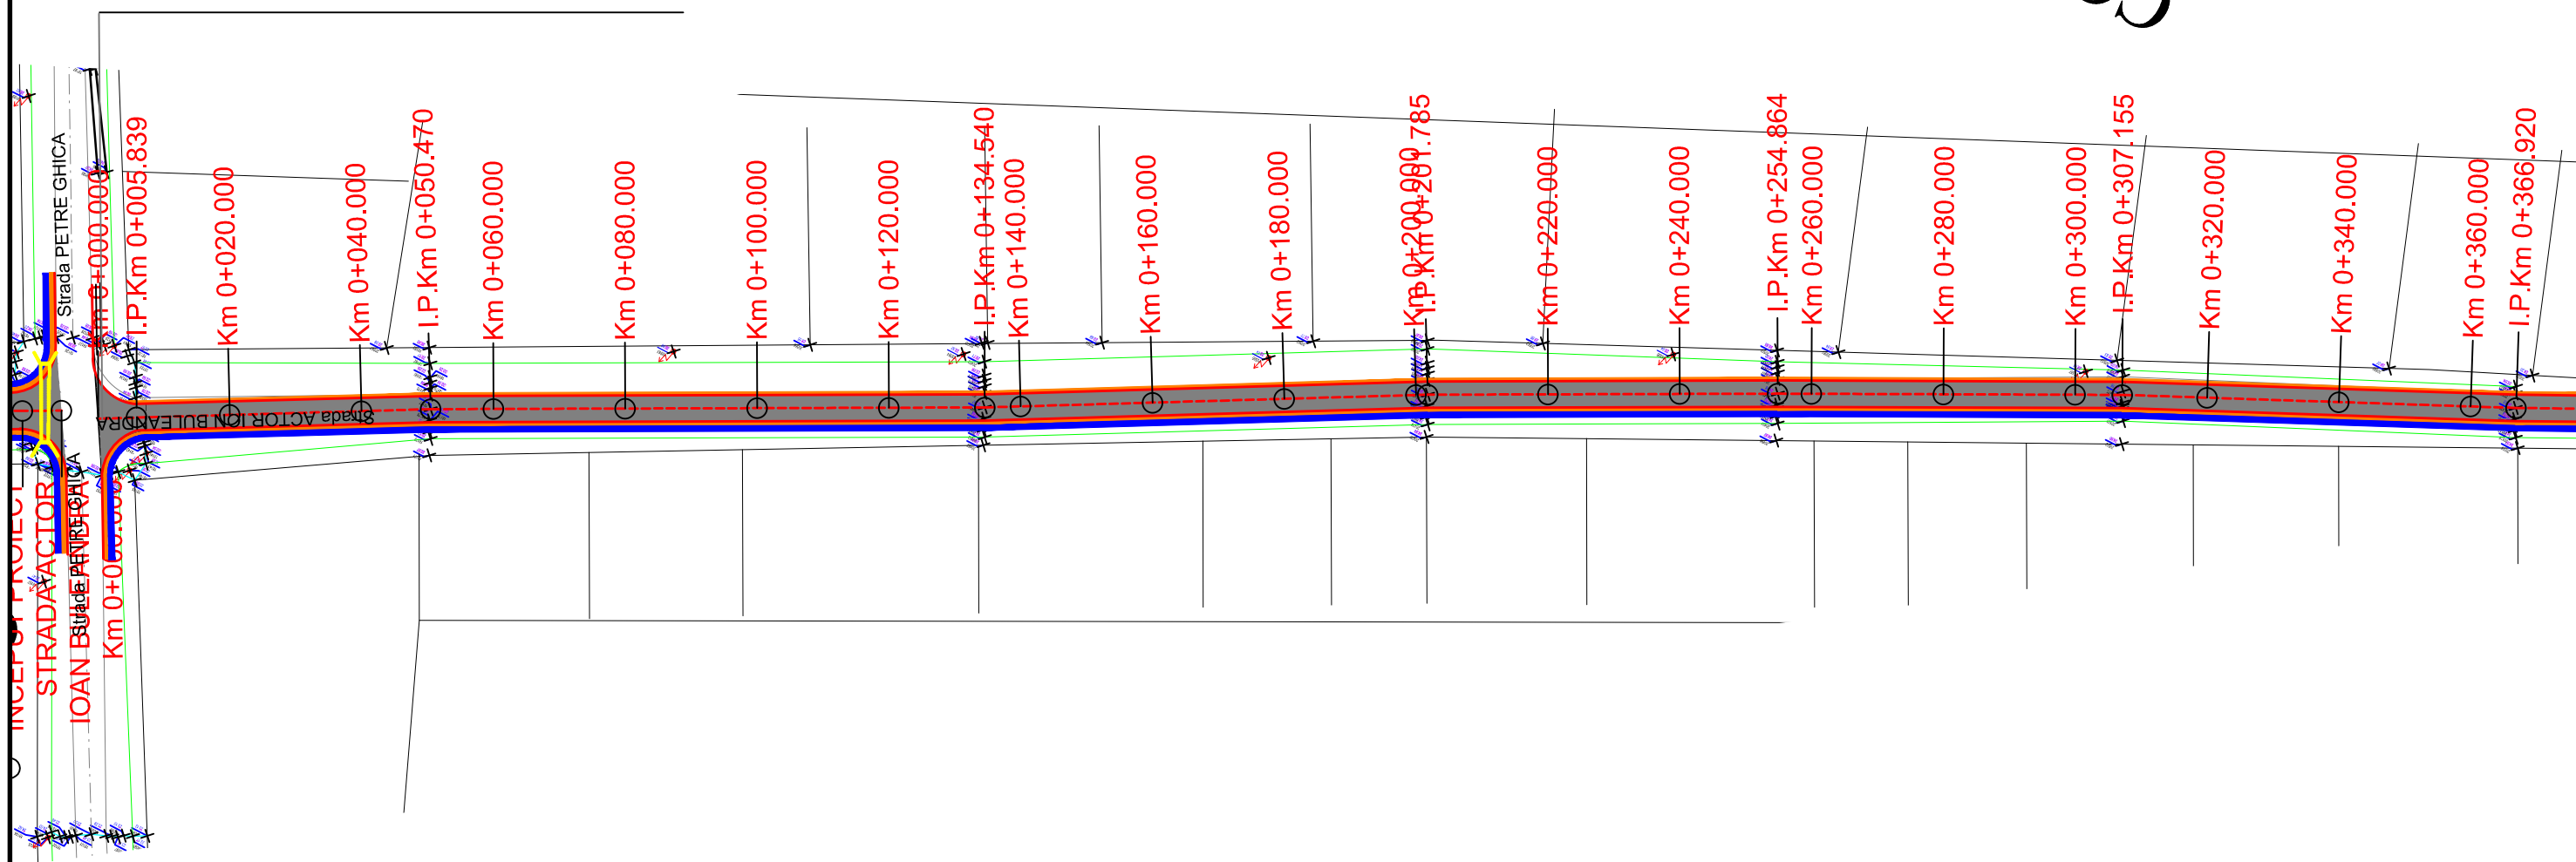 Strada PETRE GHICA
Km 0+000.000
I.P.Km 0+005.839
Km 0+020.000
Km 0+040.000
I.P.Km 0+050.470
Km 0+060.000
Km 0+080.000
Km 0+100.000
Km 0+120.000
I.P.Km 0+134.540
Km 0+140.000
Km 0+160.000
Km 0+180.000
Km 0+200.000
I.P.Km 0+201.785
Km 0+220.000
Km 0+240.000
I.P.Km 0+254.864
Km 0+260.000
Km 0+280.000
Km 0+300.000
I.P.Km 0+307.155
Km 0+320.000
Km 0+340.000
Km 0+360.000
I.P.Km 0+366.920
Strada ACTOR ION BULEANDRA
INCEPUT PROIECT
STRADA ACTOR
IOAN BULEANDRA
Km 0+000.000
Strada PETRE GHICA